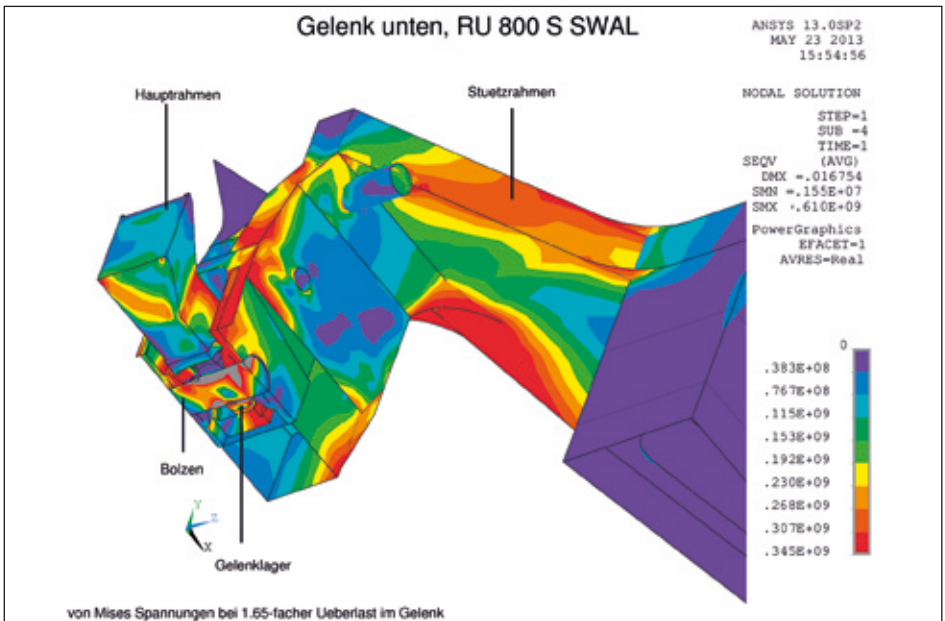 Gelenk unten, RU 800 S SWAL
ANSYS 13.0SP2
MAY 23 2013
15:54:56
Hauptrahmen
Stuetzrahmen
NODAL SOLUTION
STEP=1
SUB =4
TIME=1
SEQV (AVG)
DMX =.016754
SMN =.155E+07
SMX =.610E+09
PowerGraphics
EFACET=1
AVRES=Real
0
.383E+08
.767E+08
.115E+09
.153E+09
.192E+09
.230E+09
.268E+09
.307E+09
.345E+09
Bolzen
Y
Z
X
Gelenklager
von Mises Spannungen bei 1.65-facher Ueberlast im Gelenk